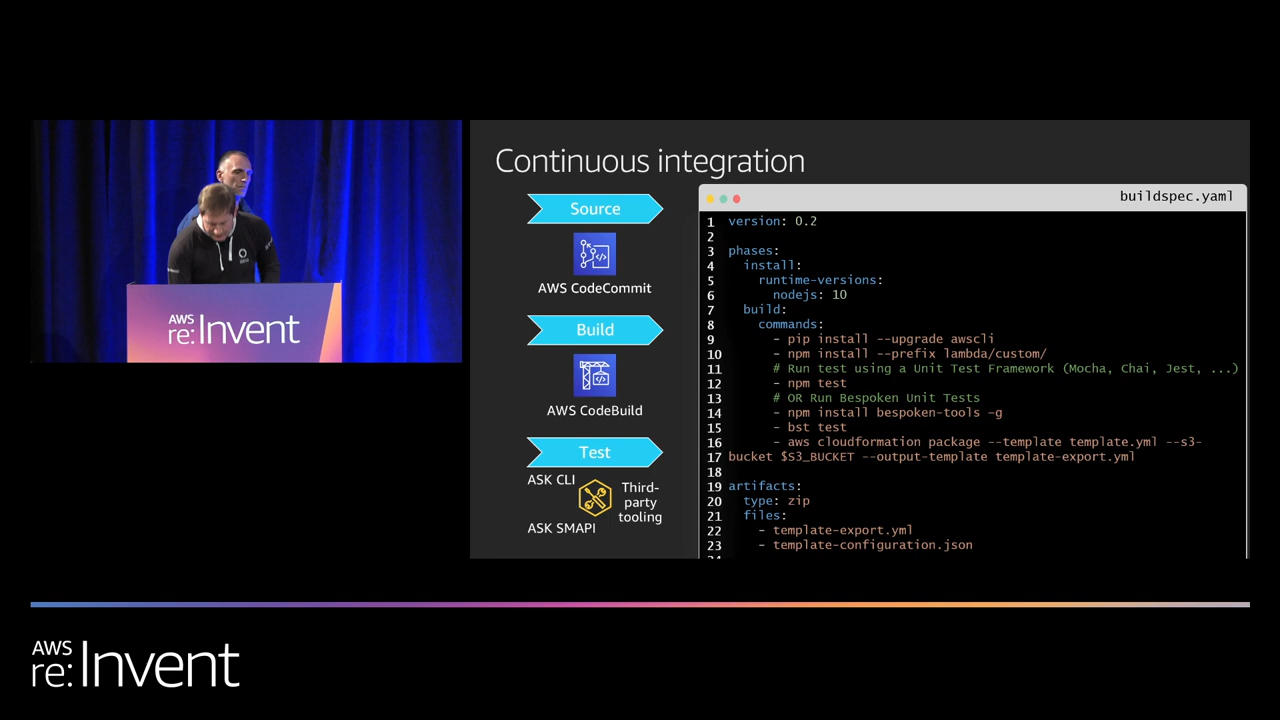 AWS
re:Invent
Continuous integration
Source
AWS CodeCommit
Build
AWS CodeBuild
Test
ASK CLI
Third-
party
tooling
ASK SMAPI
buildspec.yaml
1 version: 0.2
2
3 phases:
4 install:
5 runtime-versions:
6 nodejs: 10
7 build:
8 commands:
9 - pip install --upgrade awscli
10 - npm install --prefix lambda/custom/
11 # Run test using a Unit Test Framework (Mocha, Chai, Jest, ...)
12 - npm test
13 # OR Run Bespoken Unit Tests
14 - npm install bespoken-tools -g
15 - bst test
16 - aws cloudformation package --template template.yml --s3-
17 bucket $S3_BUCKET --output-template template-export.yml
18
19 artifacts:
20 type: zip
21 files:
22 - template-export.yml
23 - template-configuration.json
AWS
re:Invent